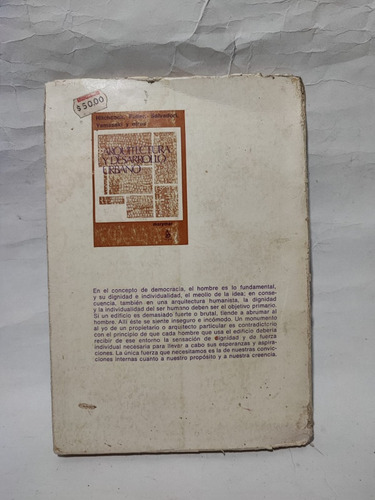 $50.00
Yamasaki y otros
ARQUITECTURA
Y DESARROLLO
URBANO
marymar
En el concepto de democracia, el hombre es lo fundamental,
y su dignidad e individualidad, el meollo de la idea; en conse-
cuencia, también en una arquitectura humanista, la dignidad
y la individualidad del ser humano deben ser el objetivo primario.
Si un edificio es demasiado fuerte o brutal, tiende a abrumar al
hombre. Allí éste se siente inseguro e incómodo. Un monumento
al yo de un propietario o arquitecto particular es contradictorio
con el principio de que cada hombre que usa el edificio debería
recibir de ese entorno la sensación de dignidad y de fuerza
individual necesaria para llevar a cabo sus esperanzas y aspira-
ciones. La única fuerza que necesitamos es la de nuestras convic-
ciones internas cuanto a nuestro propósito y a nuestra creencia.